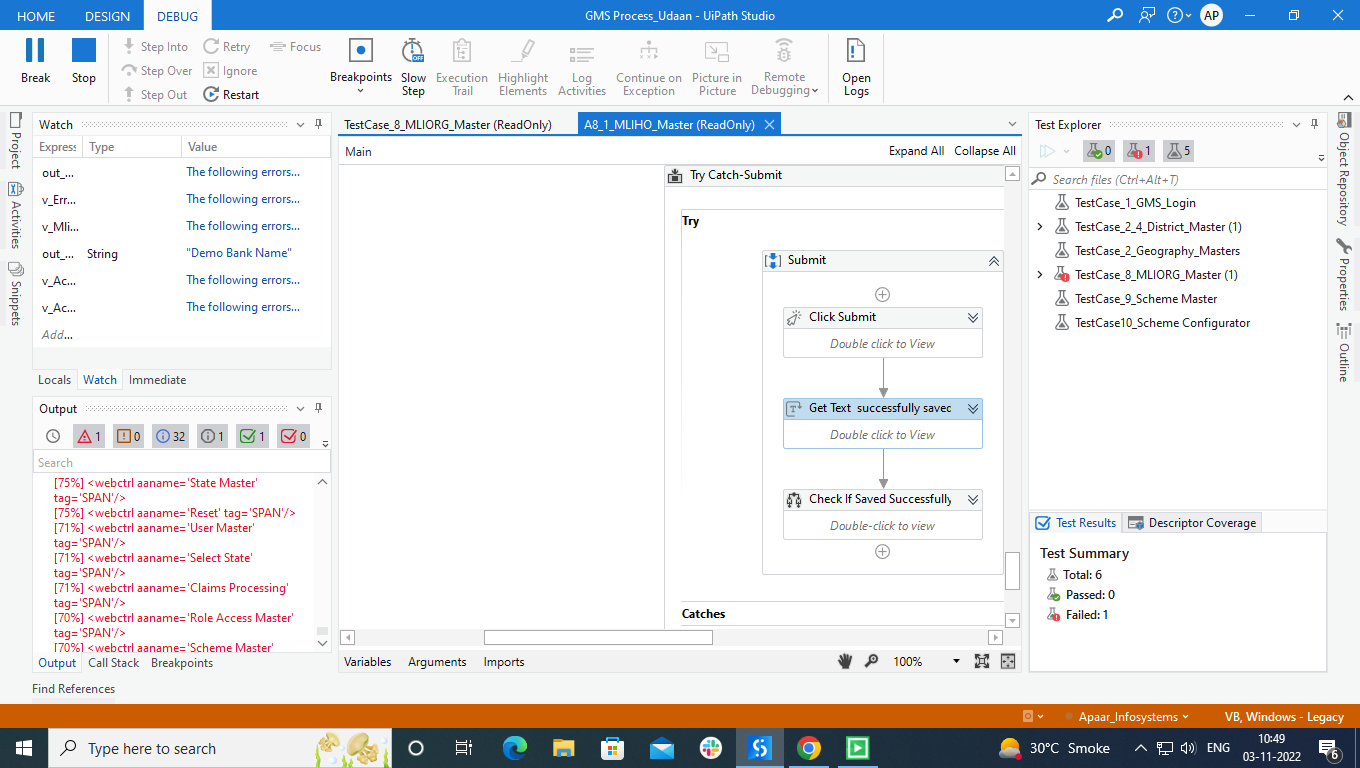 HOME DESIGN DEBUG GMS Process_Udaan - UiPath Studio AP
Break
Stop
Step Into
Step Over
Step Out
Retry
Ignore
Restart
Focus
Breakpoints
Slow
Step
Execution
Trail
Highlight
Elements
Log
Activities
Continue on
Exception
Picture in
Picture
Remote
Debugging
Open
Logs
Project
Activities
Snippets
Watch
Express Type Value
out_... The following errors...
v_Err... The following errors...
v_Mli... The following errors...
out_... String "Demo Bank Name"
v_Ac... The following errors...
v_Ac... The following errors...
Add...
Locals Watch Immediate
Output
1 0 32 1 1 0
Search
[75%] <webctrl aaname='State Master'
tag='SPAN'/>
[75%] <webctrl aaname='Reset' tag='SPAN'/>
[71%] <webctrl aaname='User Master'
tag='SPAN'/>
[71%] <webctrl aaname='Select State'
tag='SPAN'/>
[71%] <webctrl aaname='Claims Processing'
tag='SPAN'/>
[70%] <webctrl aaname='Role Access Master'
tag='SPAN'/>
[70%] <webctrl aaname='Scheme Master'
Output Call Stack Breakpoints
Find References
TestCase_8_MLIORG_Master (ReadOnly) A8_1_MLIHO_Master (ReadOnly)
Main Expand All Collapse All
Try Catch-Submit
Try
Submit
Click Submit
Double click to View
Get Text successfully saved
Double click to View
Check If Saved Successfully
Double-click to view
Catches
Variables Arguments Imports 100%
Test Explorer
0 1 5
Search files (Ctrl+Alt+T)
TestCase_1_GMS_Login
TestCase_2_4_District_Master (1)
TestCase_2_Geography_Masters
TestCase_8_MLIORG_Master (1)
TestCase_9_Scheme Master
TestCase10_Scheme Configurator
Test Results Descriptor Coverage
Test Summary
Total: 6
Passed: 0
Failed: 1
Object Repository
Properties
Outline
Apaar_Infosystems VB, Windows - Legacy
Type here to search
30°C Smoke
ENG
10:49
03-11-2022
6